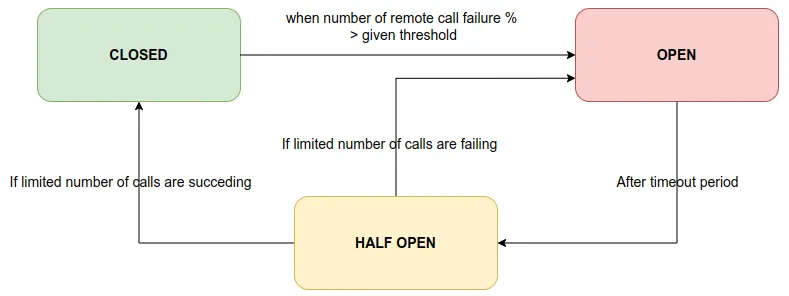 when number of remote call failure %
> given threshold
CLOSED
OPEN
If limited number of calls are failing
If limited number of calls are succeding
After timeout period
HALF OPEN